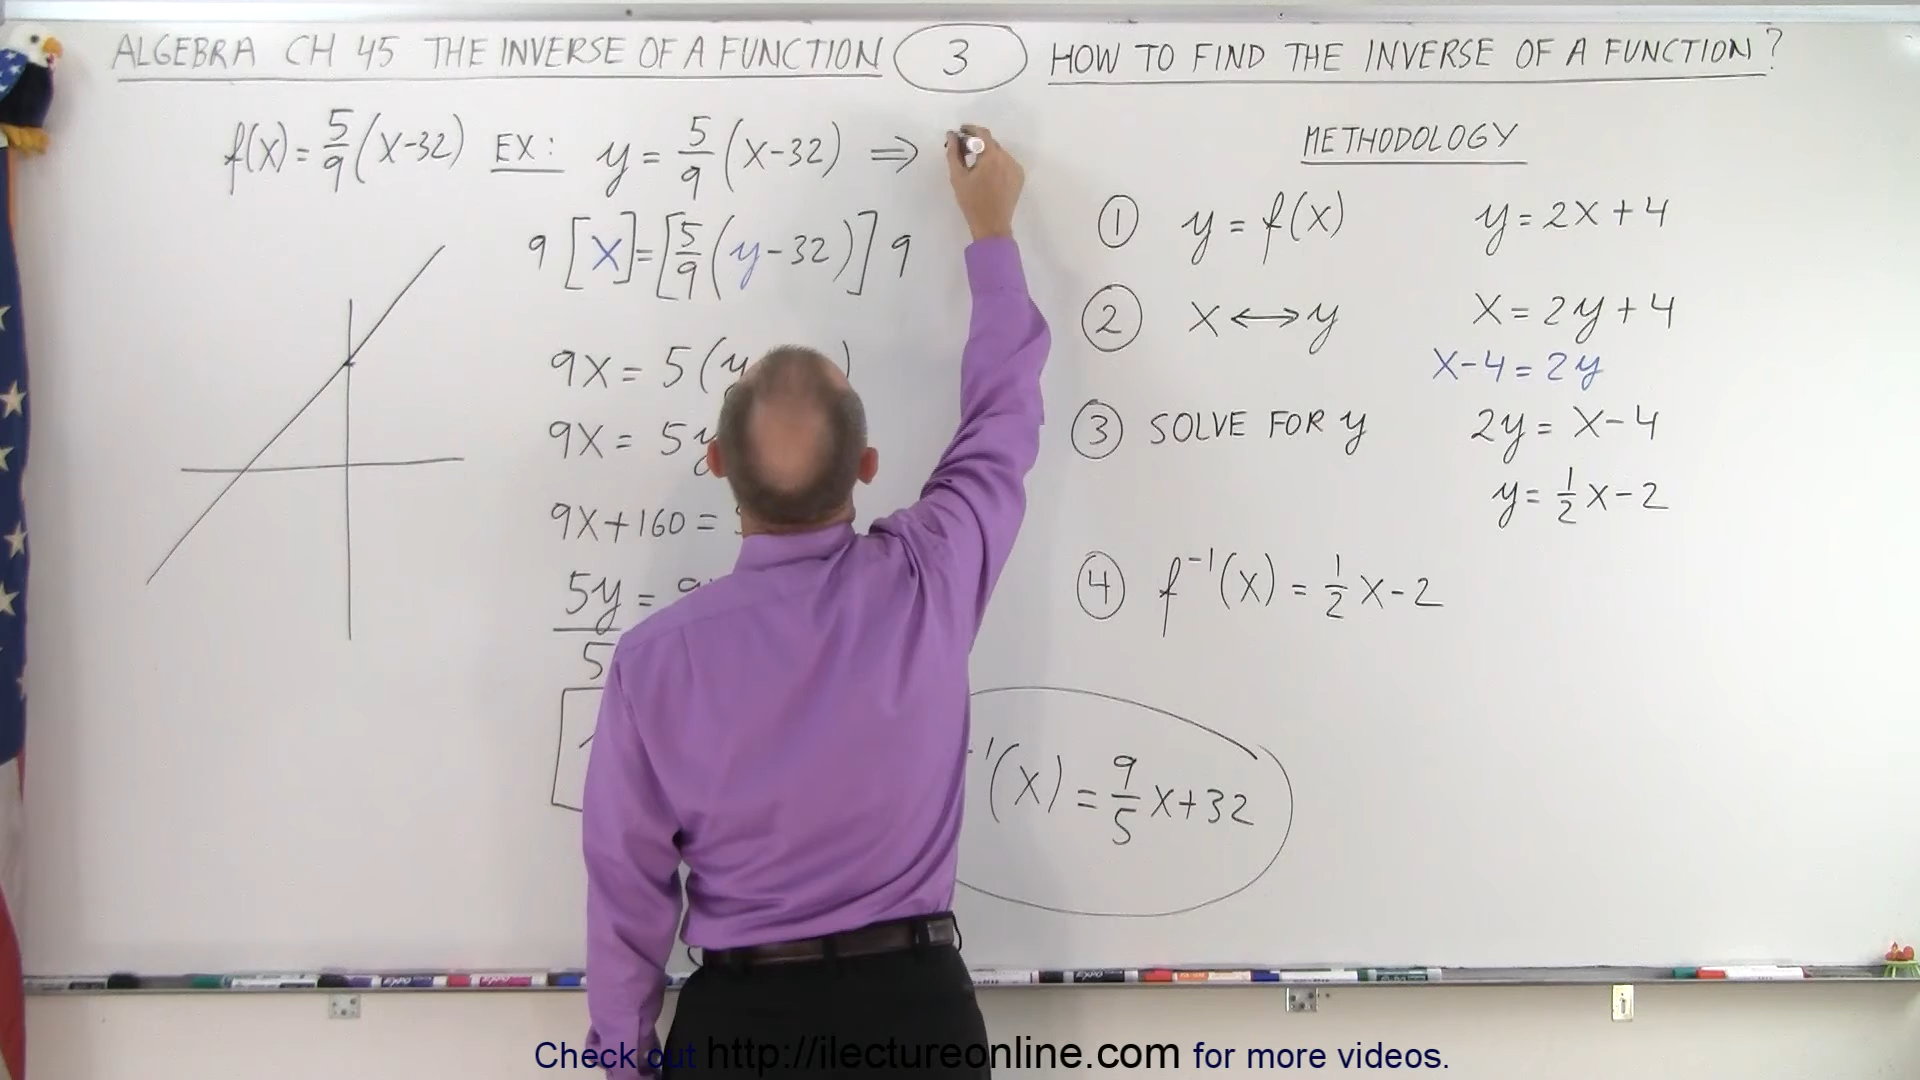 ALGEBRA CH 45 THE INVERSE OF A FUNCTION 3 HOW TO FIND THE INVERSE OF A FUNCTION?
f(x) = 5/9 (x-32) EX: y = 5/9 (x-32) ⇒
9 [x] = [5/9 (y-32)] 9
9x = 5(y )
9x = 5y
9x+160 =
5y = 9
5
METHODOLOGY
① y = f(x) y = 2x+4
② x ↔ y x = 2y+4
x-4 = 2y
③ SOLVE FOR y 2y = x-4
y = 1/2 x-2
④ f⁻¹(x) = 1/2 x-2
⁻¹(x) = 9/5 x+32
Check out http://ilectureonline.com for more videos.